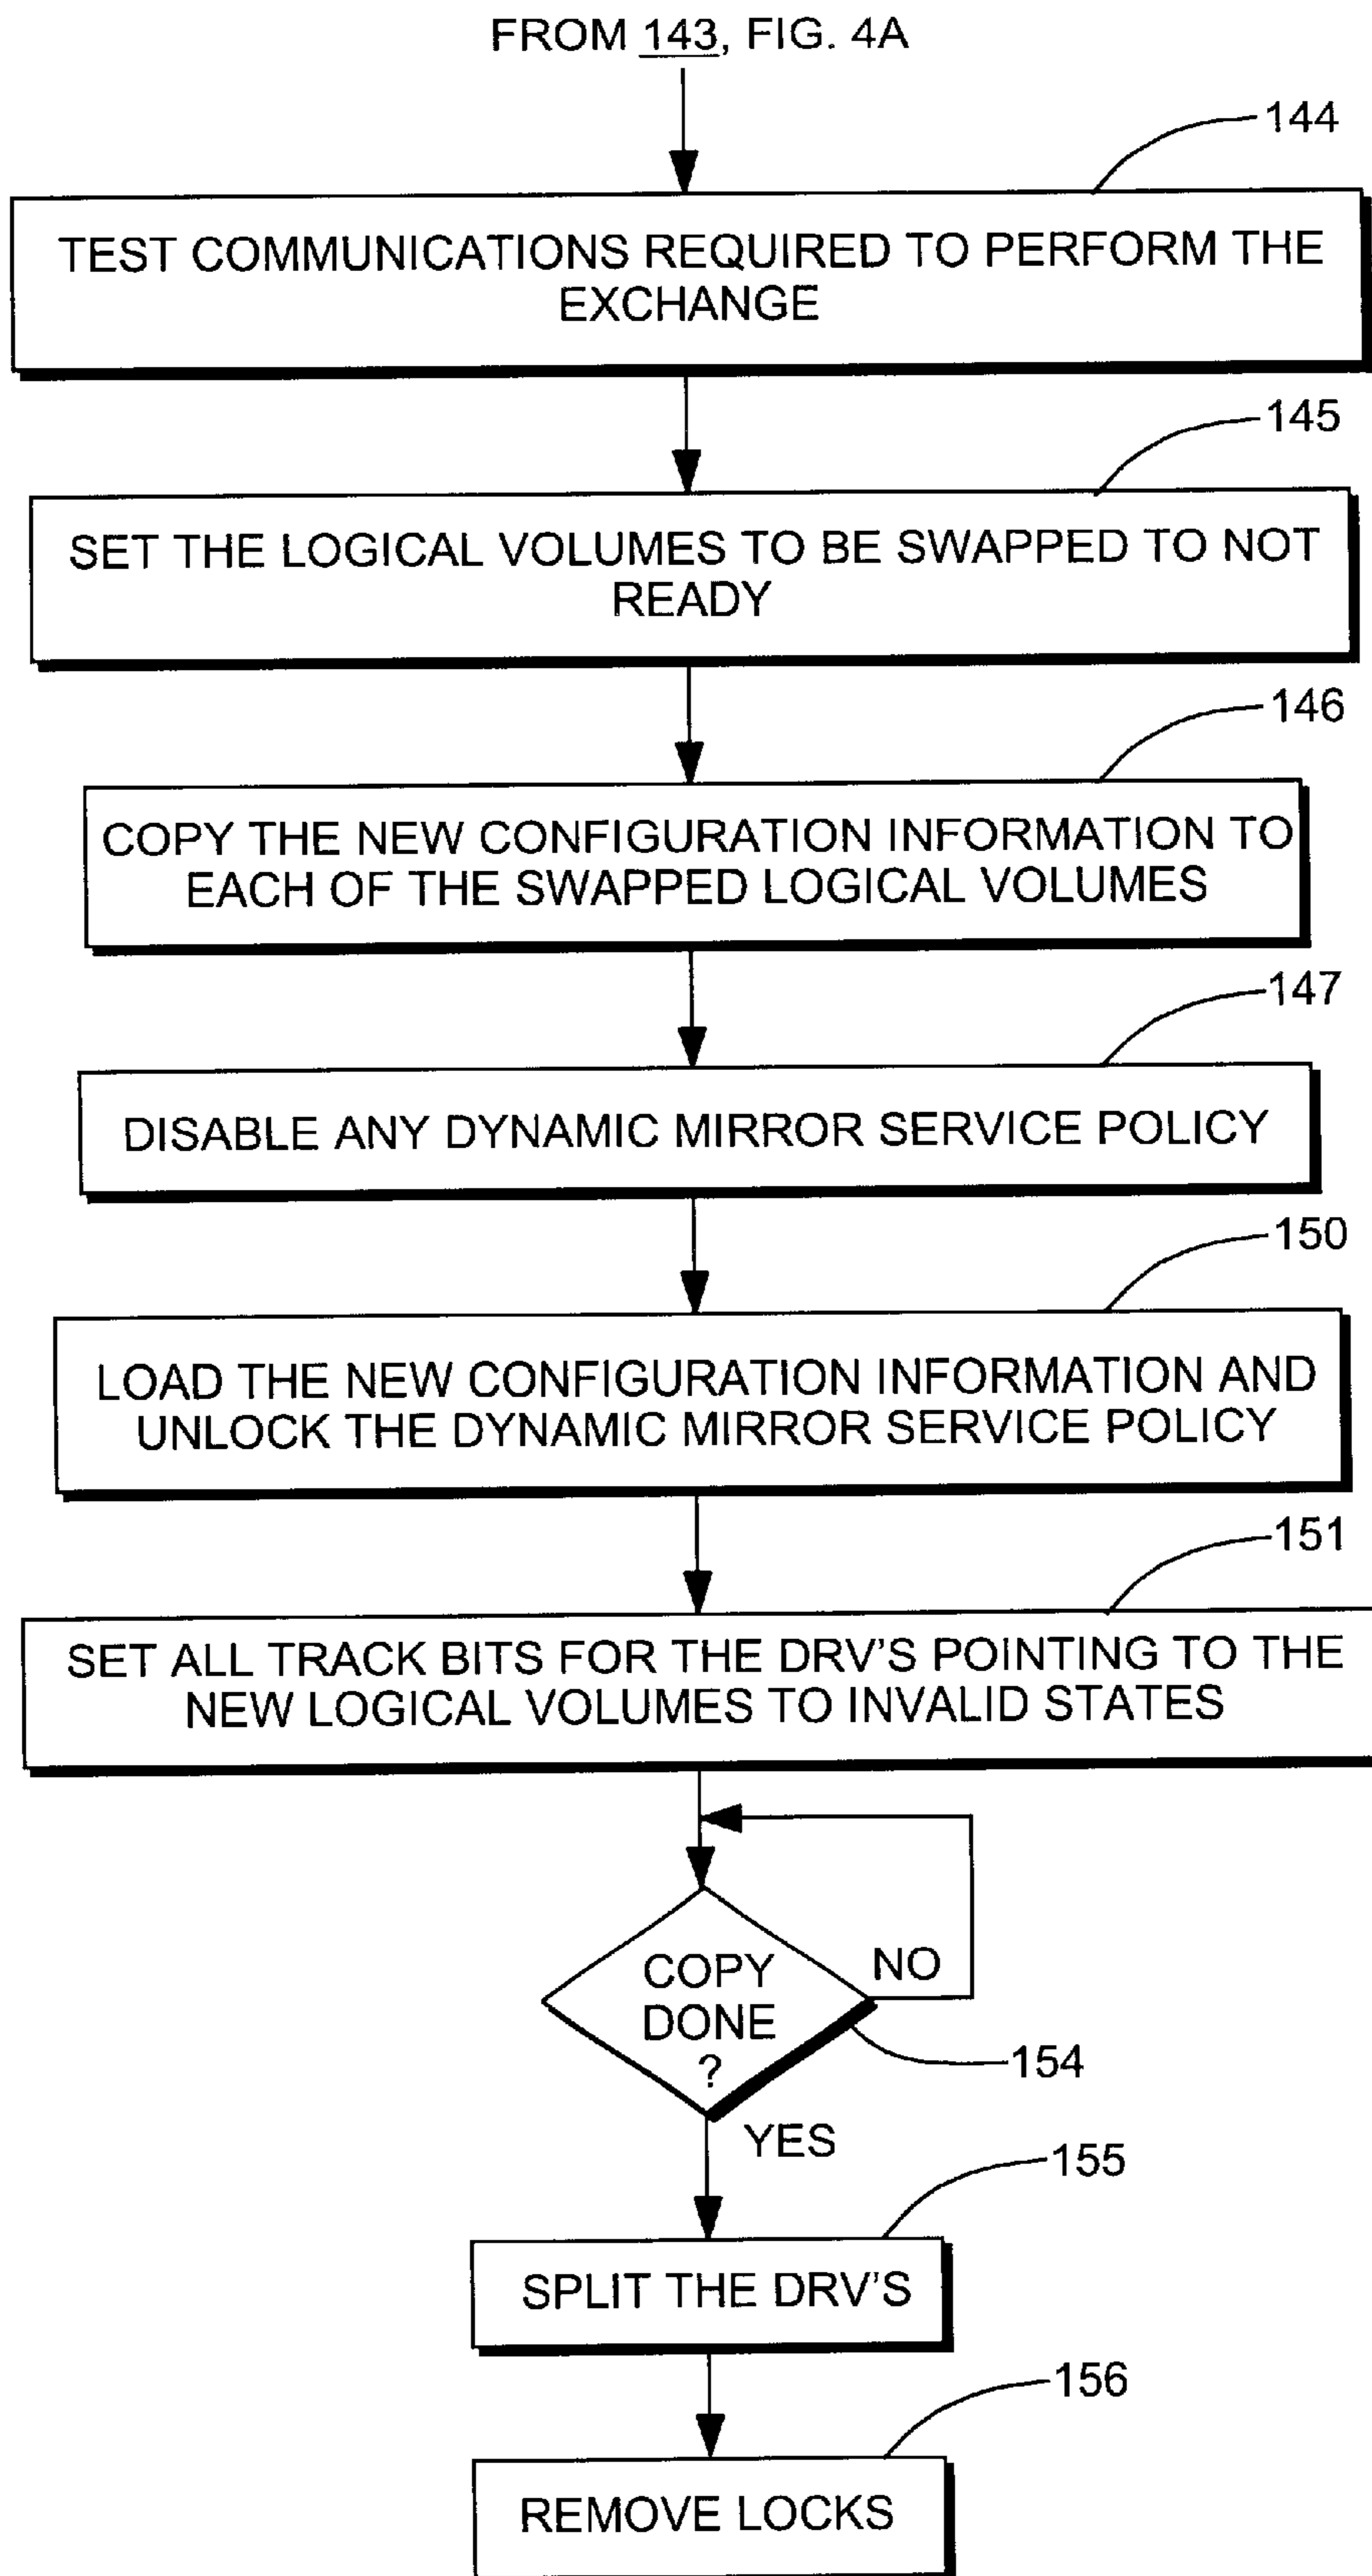 FROM 143, FIG. 4A
144
TEST COMMUNICATIONS REQUIRED TO PERFORM THE
EXCHANGE
145
SET THE LOGICAL VOLUMES TO BE SWAPPED TO NOT
READY
146
COPY THE NEW CONFIGURATION INFORMATION TO
EACH OF THE SWAPPED LOGICAL VOLUMES
147
DISABLE ANY DYNAMIC MIRROR SERVICE POLICY
150
LOAD THE NEW CONFIGURATION INFORMATION AND
UNLOCK THE DYNAMIC MIRROR SERVICE POLICY
151
SET ALL TRACK BITS FOR THE DRV'S POINTING TO THE
NEW LOGICAL VOLUMES TO INVALID STATES
NO
COPY
DONE
?
154
YES
155
SPLIT THE DRV'S
156
REMOVE LOCKS